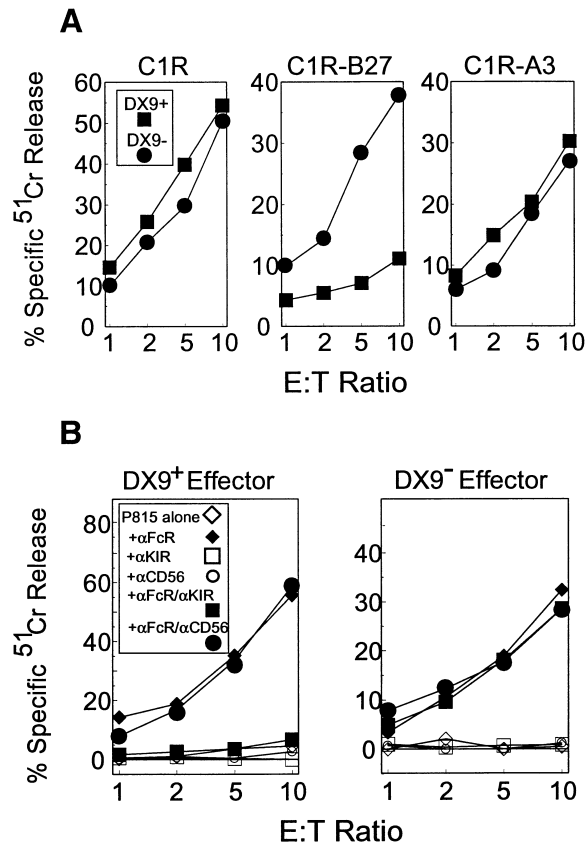 A
C1R C1R-B27 C1R-A3
% Specific ⁵¹Cr Release
60
50
40
30
20
10
0
DX9+
DX9-
40
30
20
10
0
40
30
20
10
0
1 2 5 10 1 2 5 10 1 2 5 10
E:T Ratio
B
DX9⁺ Effector DX9⁻ Effector
% Specific ⁵¹Cr Release
80
60
40
20
0
P815 alone
+αFcR
+αKIR
+αCD56
+αFcR/αKIR
+αFcR/αCD56
40
30
20
10
0
1 2 5 10 1 2 5 10
E:T Ratio